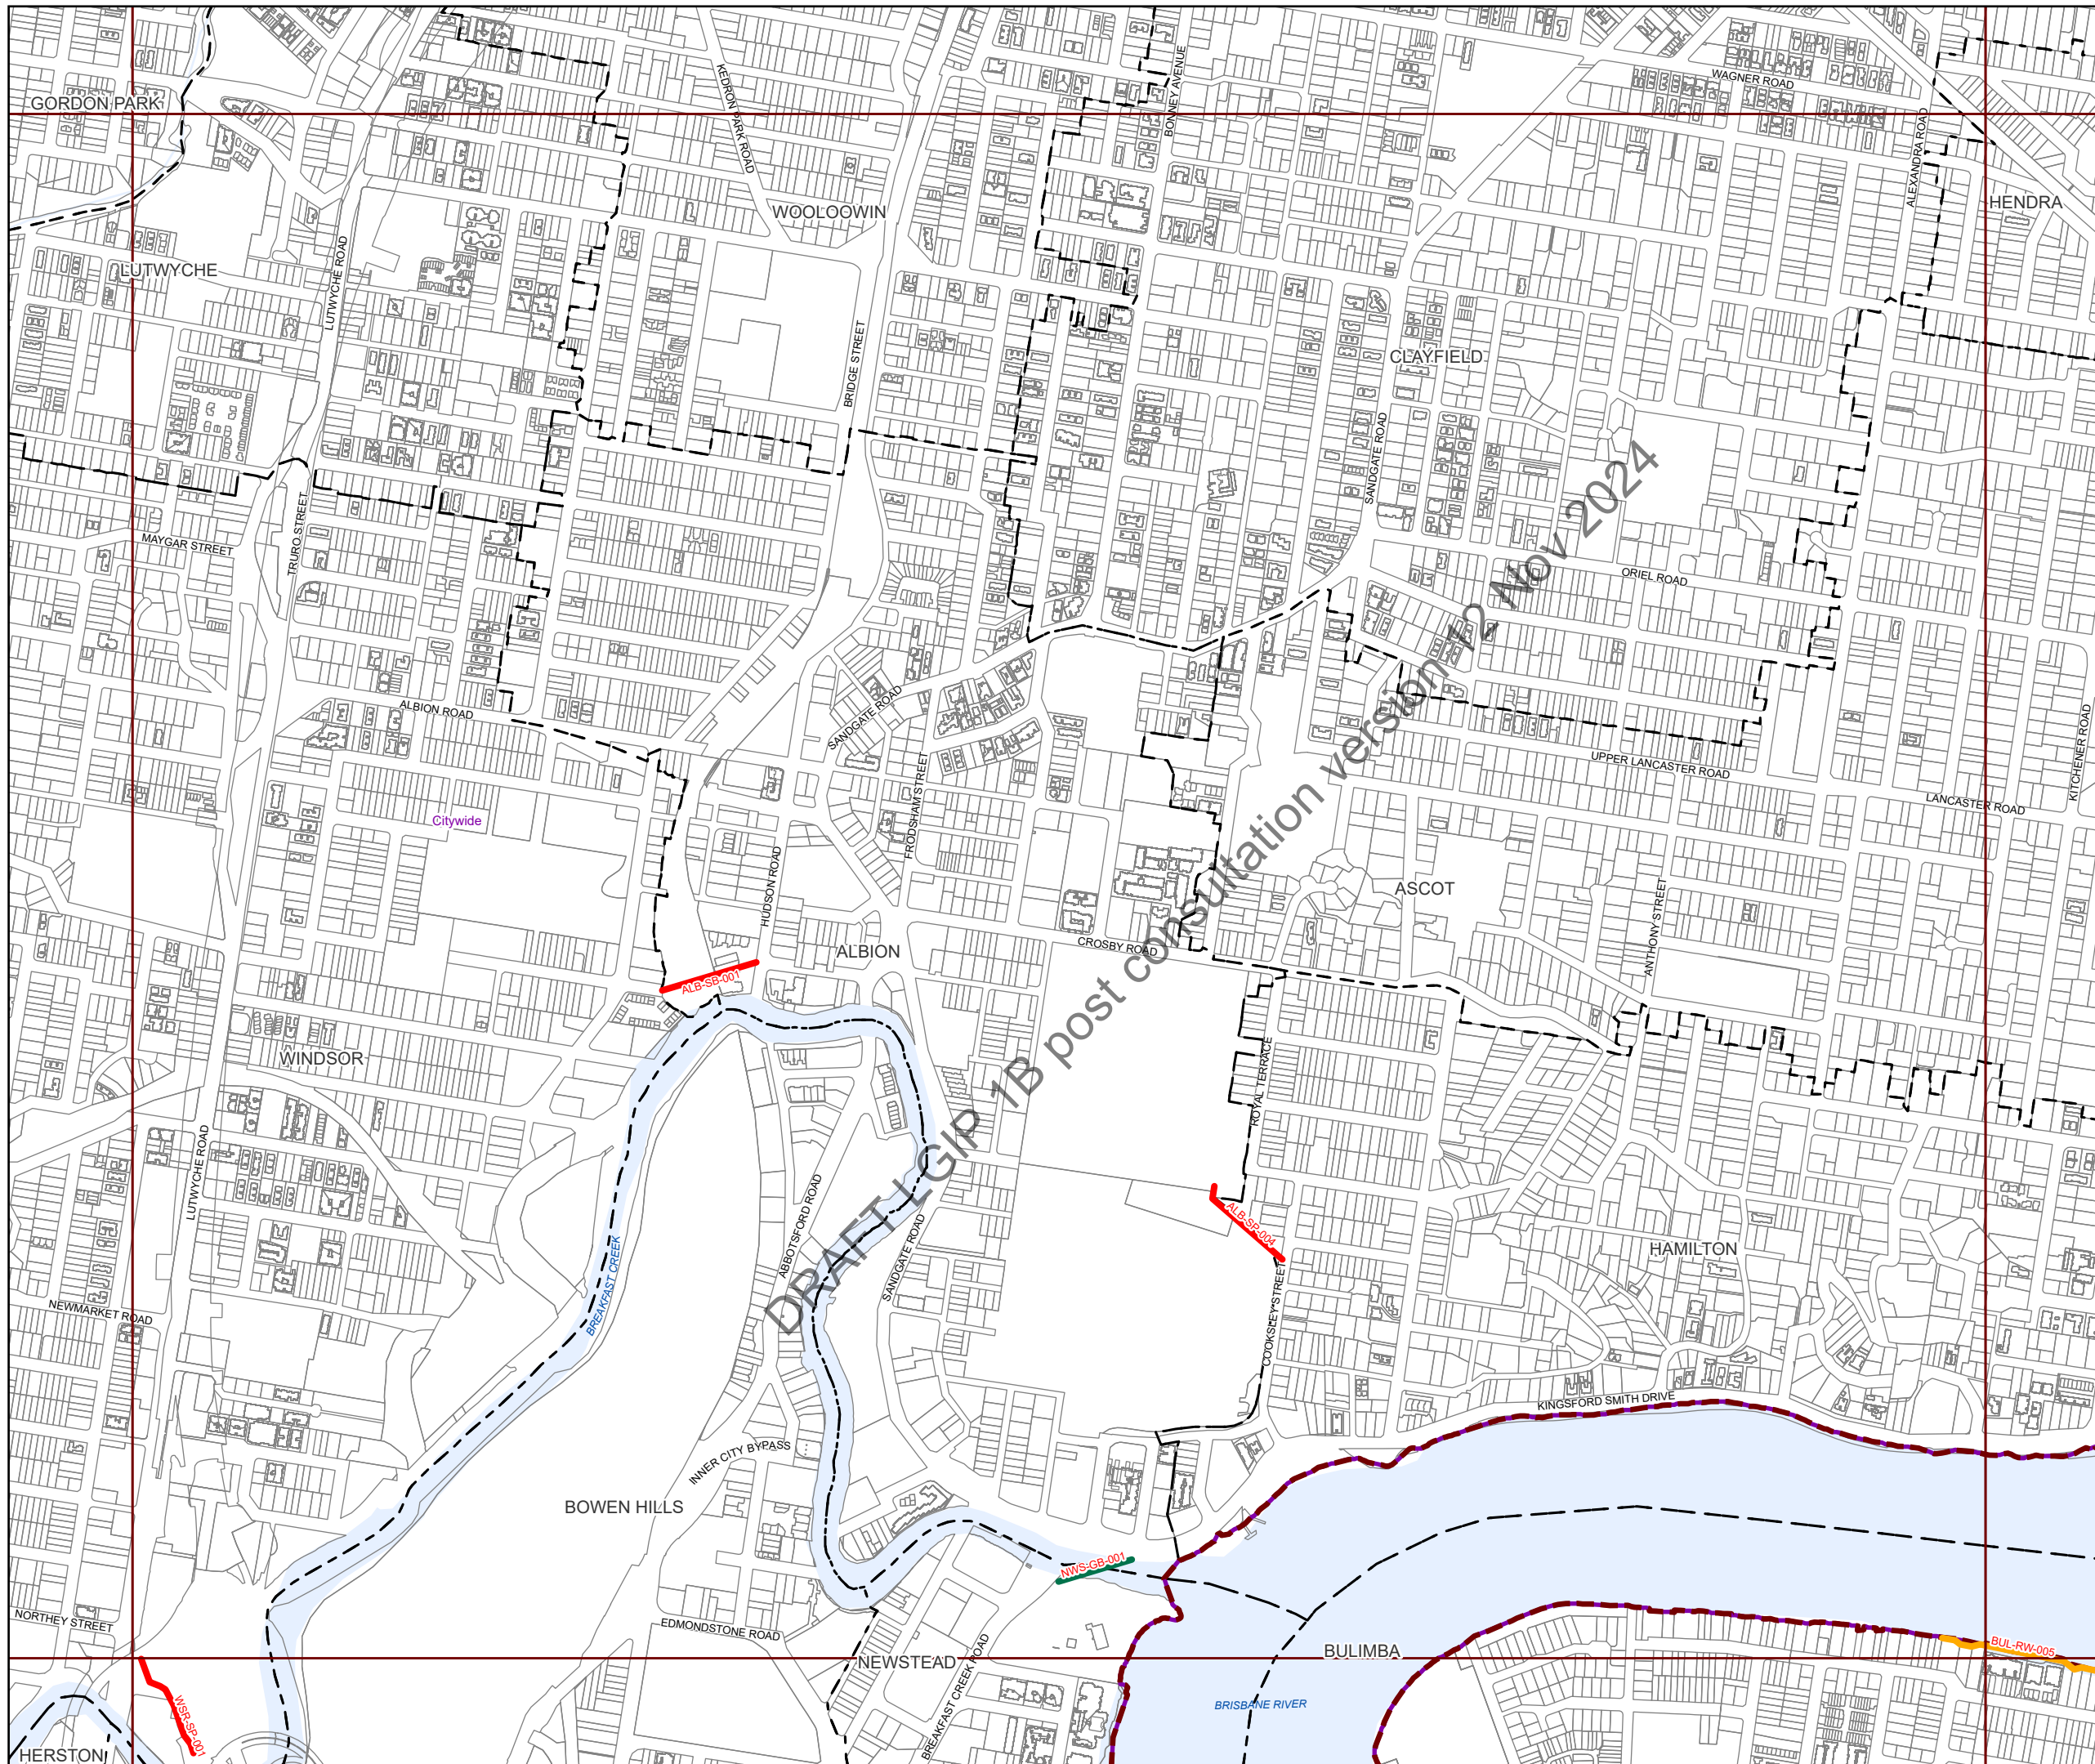 BONNEY AVENUE
WAGNER ROAD
GORDON PARK
KEDRON PARK ROAD
ALEXANDRA ROAD
HENDRA
WOOLOOWIN
LUTWYCHE
LUTWYCHE ROAD
BRIDGE STREET
CLAYFIELD
SANDGATE ROAD
TRURO STREET
MAYGAR STREET
ORIEL ROAD
ALBION ROAD
SANDGATE ROAD
KITCHENER ROAD
UPPER LANCASTER ROAD
LANCASTER ROAD
FRODSHAM STREET
Citywide
HUDSON ROAD
ASCOT
ANTHONY STREET
CROSBY ROAD
ALBION
ALB-SB-001
DRAFT LGIP 1B post consultation version 12 Nov 2024
WINDSOR
ROYAL TERRACE
LUTWYCHE ROAD
ABBOTSFORD ROAD
SANDGATE ROAD
ALB-SP-004
HAMILTON
BREAKFAST CREEK
NEWMARKET ROAD
COOKSLEY STREET
KINGSFORD SMITH DRIVE
INNER CITY BYPASS
BOWEN HILLS
NWS-GB-001
NORTHEY STREET
EDMONDSTONE ROAD
BULIMBA
BUL-RW-005
NEWSTEAD
BREAKFAST CREEK ROAD
BRISBANE RIVER
WSR-SP-001
HERSTON